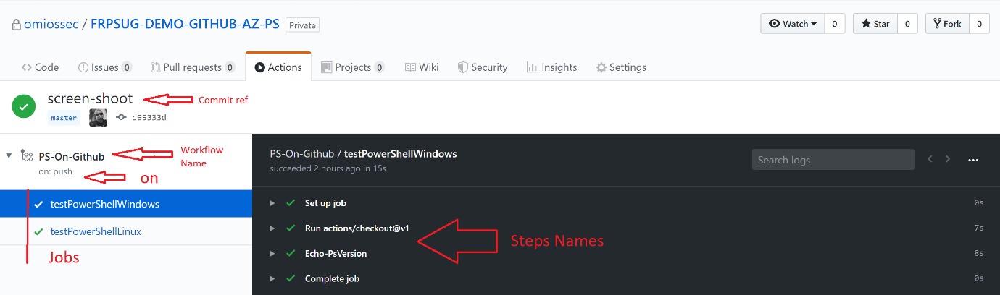 omiossec / FRPSUG-DEMO-GITHUB-AZ-PS Private Watch 0 Star 0 Fork 0
Code Issues 0 Pull requests 0 Actions Projects 0 Wiki Security Insights Settings
screen-shoot Commit ref
master d95333d
PS-On-Github Workflow Name
on: push on
testPowerShellWindows
testPowerShellLinux
Jobs
PS-On-Github / testPowerShellWindows Search logs
succeeded 2 hours ago in 15s
Set up job 0s
Run actions/checkout@v1 7s
Steps Names
Echo-PsVersion 8s
Complete job 0s